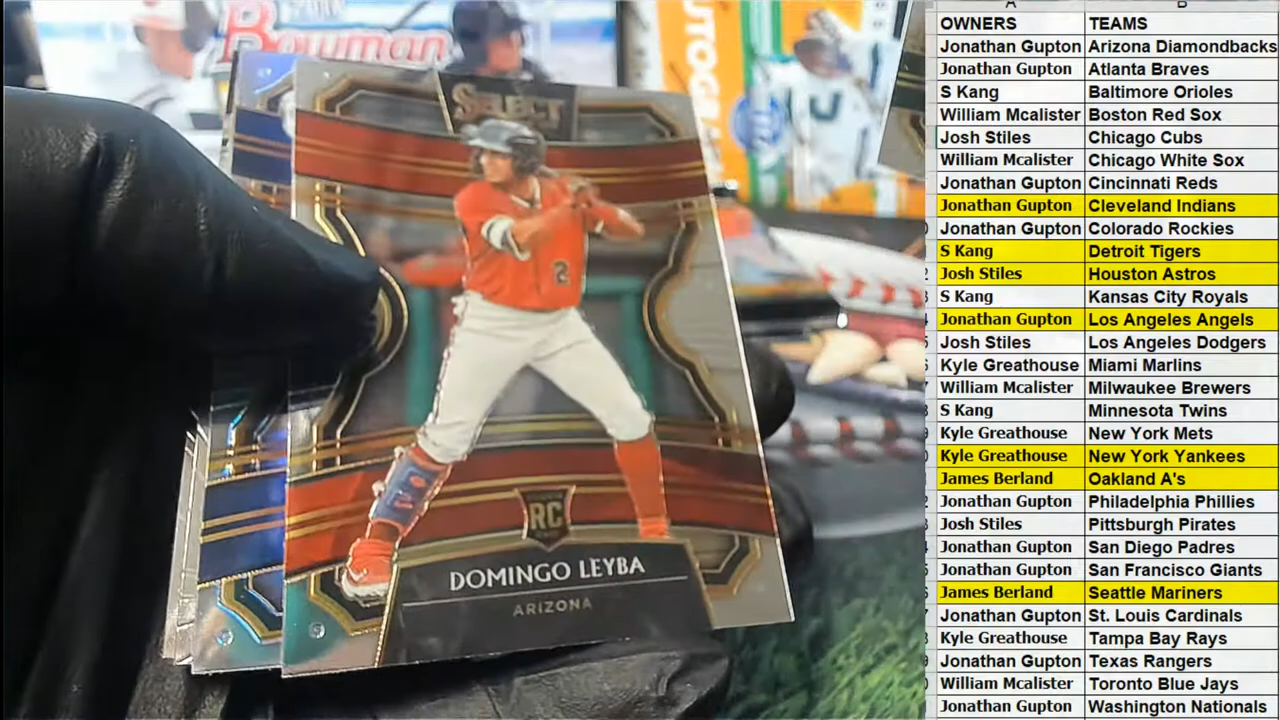 Bowman
AUTOGRAPH
SELECT
2
RC
DOMINGO LEYBA
ARIZONA
A B
OWNERS TEAMS
Jonathan Gupton Arizona Diamondbacks
Jonathan Gupton Atlanta Braves
S Kang Baltimore Orioles
William Mcalister Boston Red Sox
Josh Stiles Chicago Cubs
William Mcalister Chicago White Sox
Jonathan Gupton Cincinnati Reds
Jonathan Gupton Cleveland Indians
Jonathan Gupton Colorado Rockies
S Kang Detroit Tigers
Josh Stiles Houston Astros
S Kang Kansas City Royals
Jonathan Gupton Los Angeles Angels
Josh Stiles Los Angeles Dodgers
Kyle Greathouse Miami Marlins
William Mcalister Milwaukee Brewers
S Kang Minnesota Twins
Kyle Greathouse New York Mets
Kyle Greathouse New York Yankees
James Berland Oakland A's
Jonathan Gupton Philadelphia Phillies
Josh Stiles Pittsburgh Pirates
Jonathan Gupton San Diego Padres
Jonathan Gupton San Francisco Giants
James Berland Seattle Mariners
Jonathan Gupton St. Louis Cardinals
Kyle Greathouse Tampa Bay Rays
Jonathan Gupton Texas Rangers
William Mcalister Toronto Blue Jays
Jonathan Gupton Washington Nationals